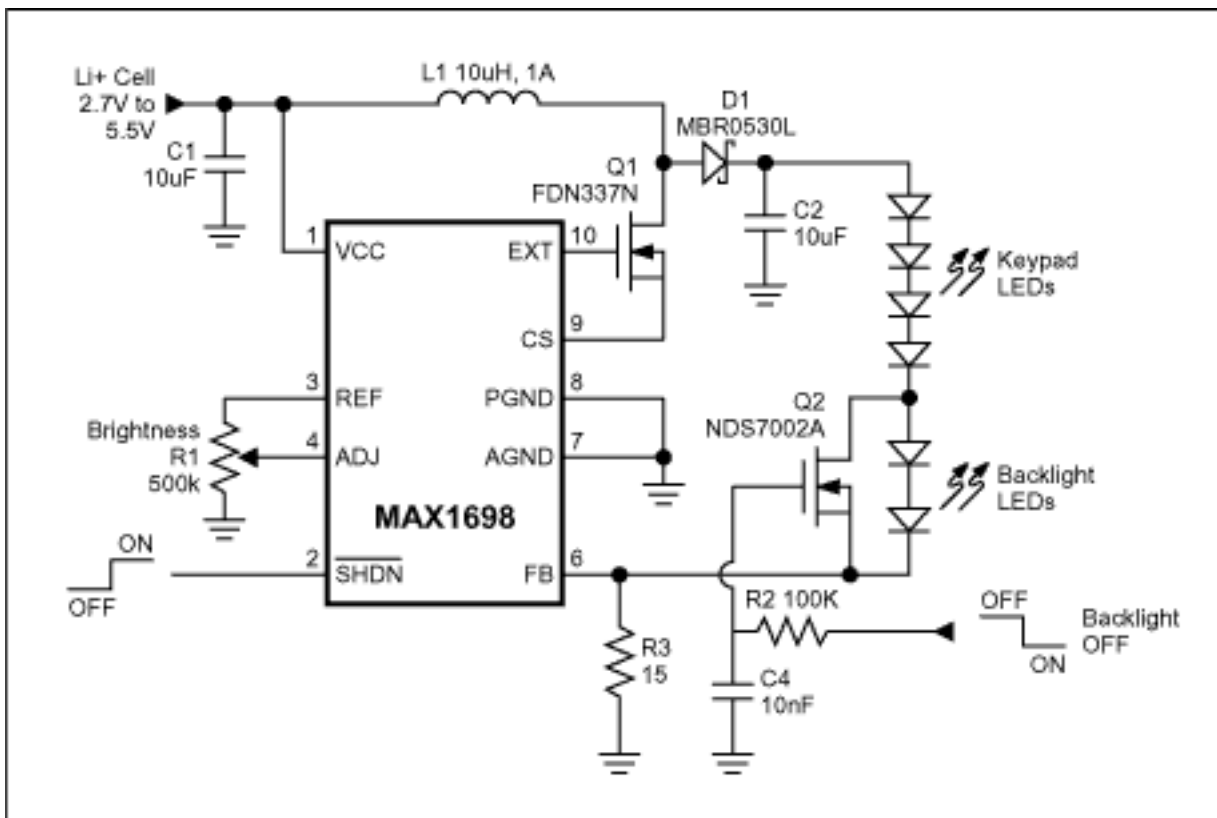 Li+ Cell
2.7V to
5.5V
L1 10uH, 1A
D1
MBR0530L
C1
10uF
Q1
FDN337N
C2
10uF
Keypad
LEDs
1
VCC
EXT
10
CS
9
3
REF
PGND
8
Brightness
R1
500k
4
ADJ
AGND
7
Q2
NDS7002A
Backlight
LEDs
MAX1698
ON
OFF
2
SHDN
FB
6
R3
15
R2 100K
C4
10nF
OFF
ON
Backlight
OFF